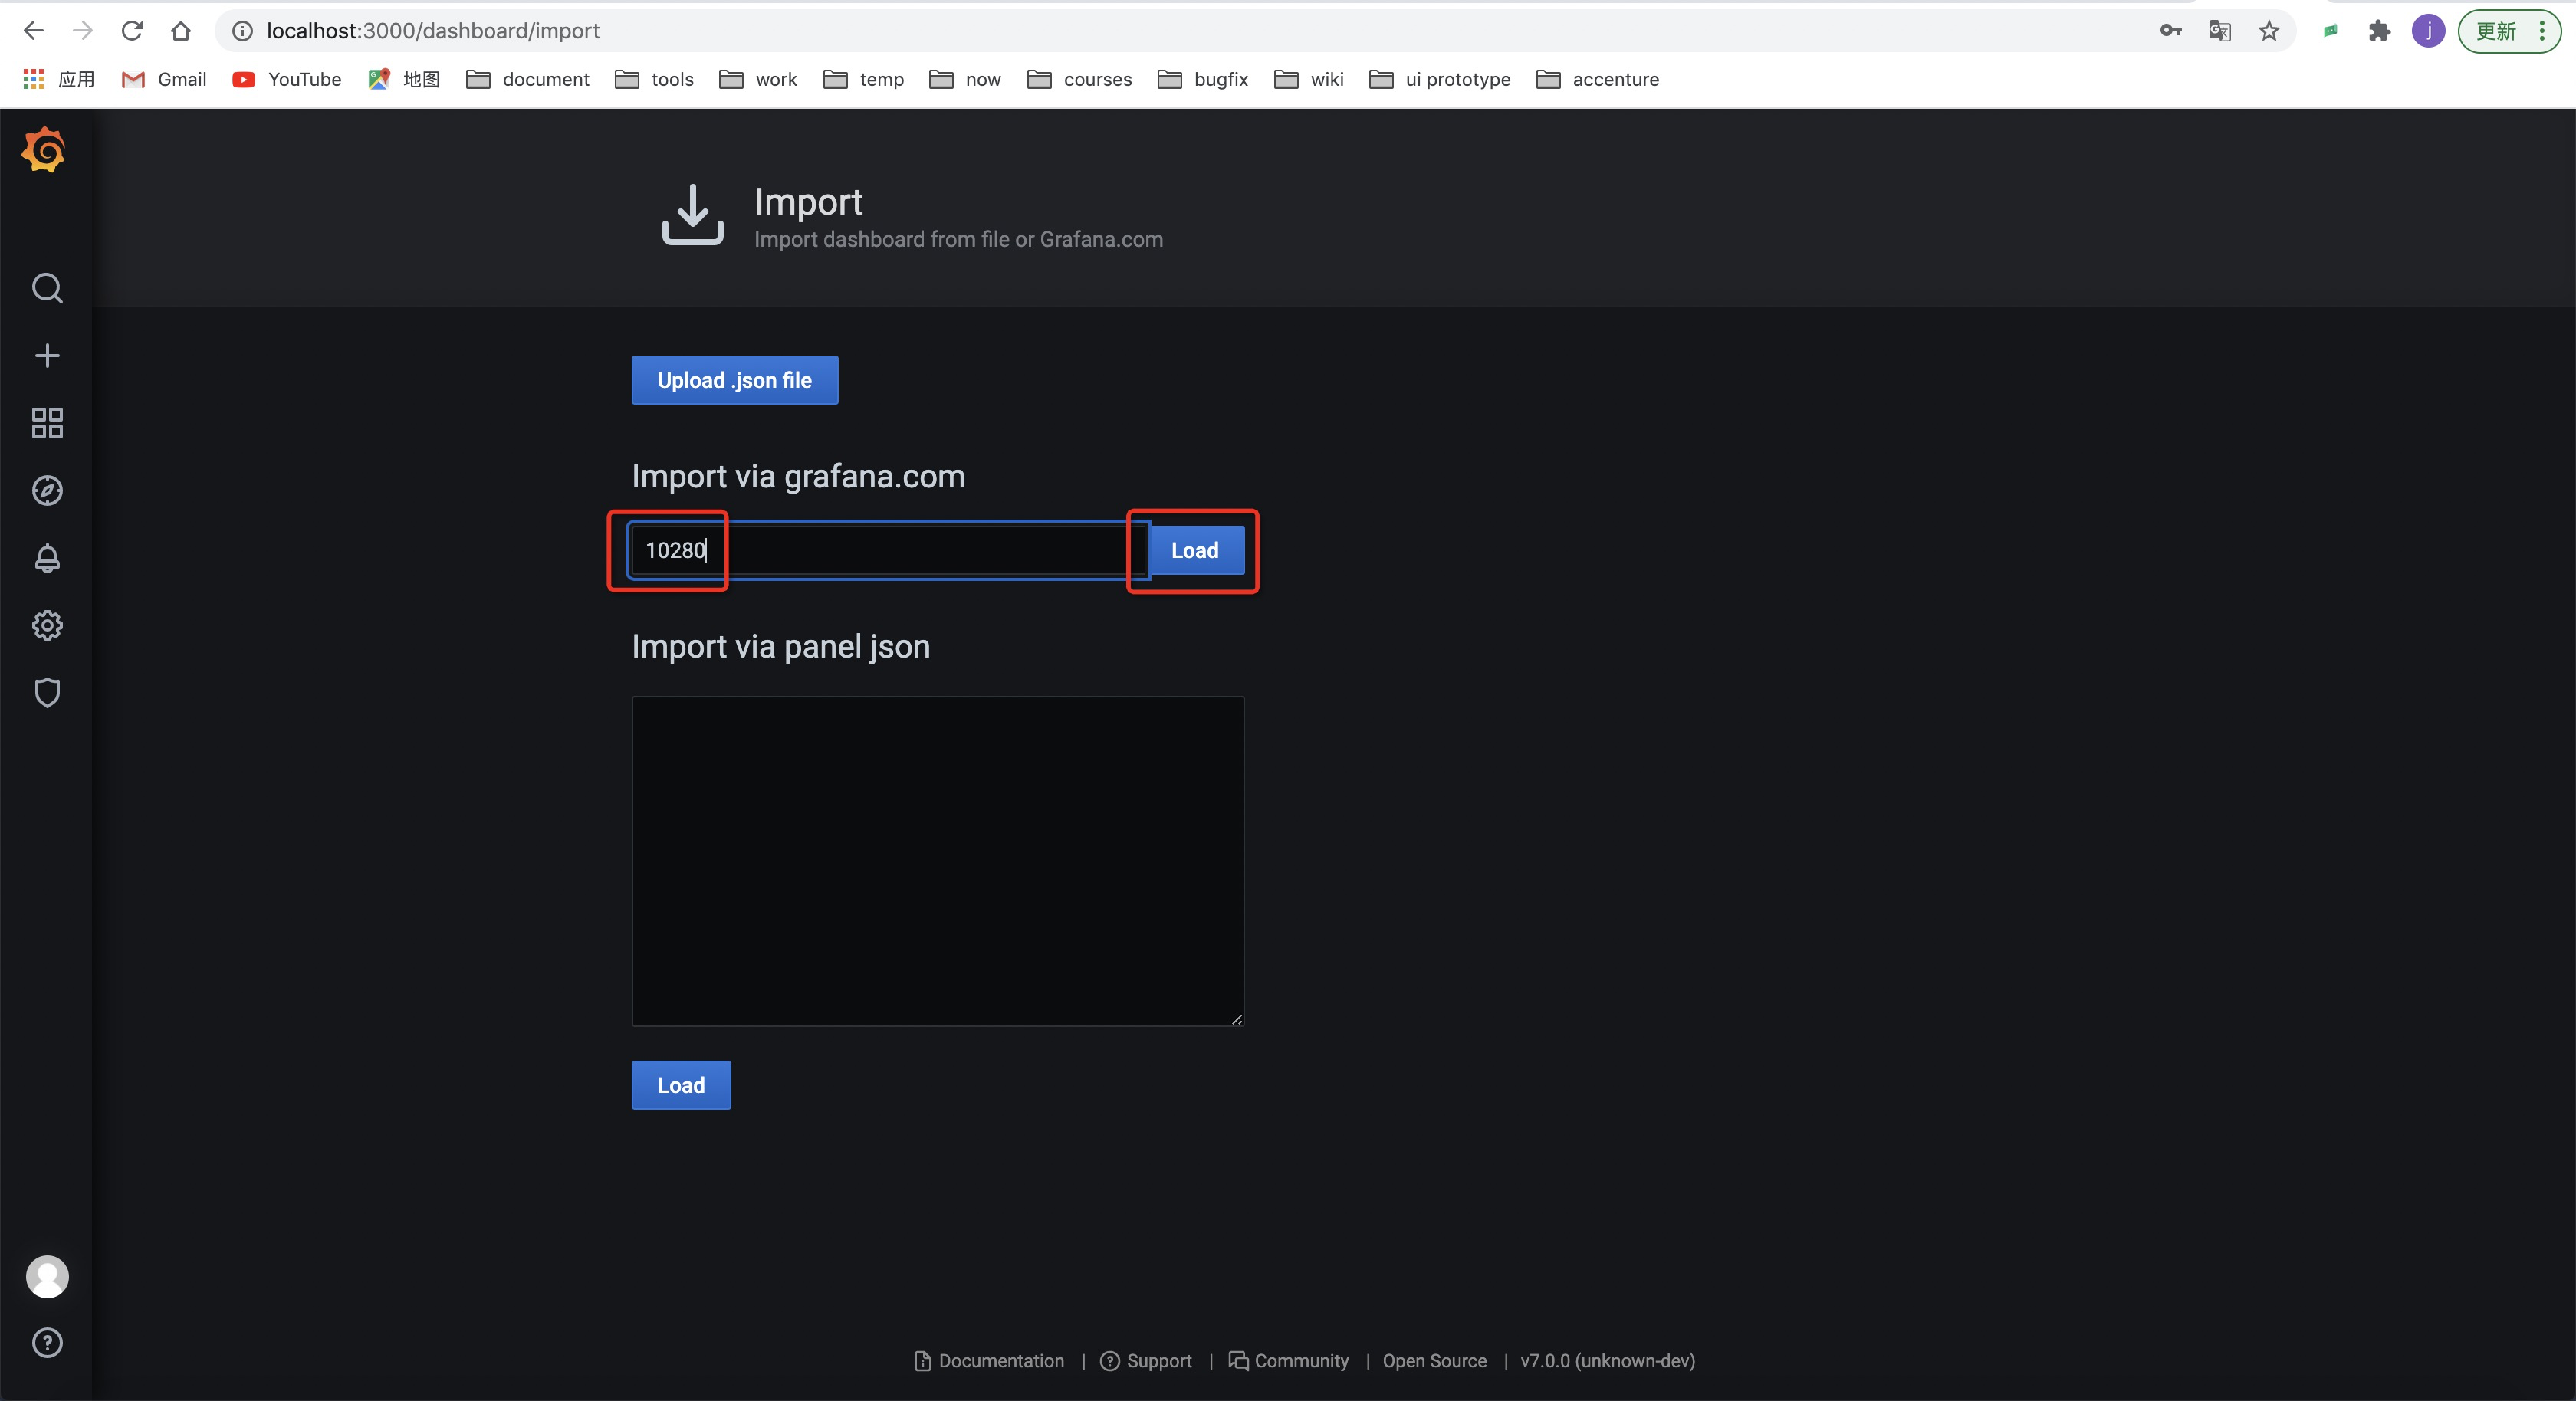 localhost:3000/dashboard/import
j
更新
应用 Gmail YouTube 地图 document tools work temp now courses bugfix wiki ui prototype accenture
Import
Import dashboard from file or Grafana.com
Upload .json file
Import via grafana.com
10280 Load
Import via panel json
Load
Documentation | Support | Community | Open Source | v7.0.0 (unknown-dev)